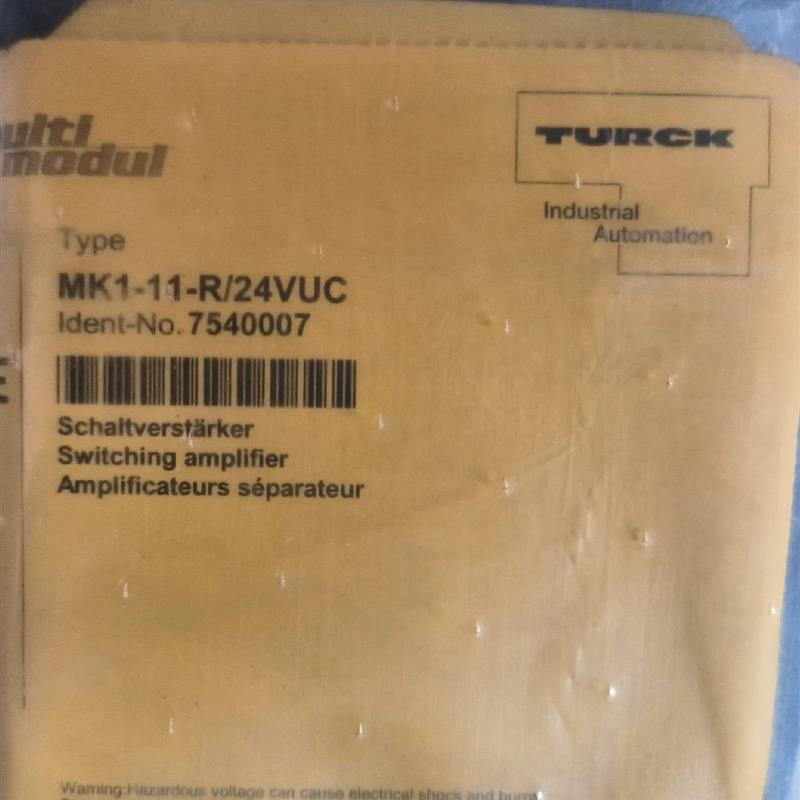 ulti
modul
TURCK
Industrial
Automation
Type
MK1-11-R/24VUC
Ident-No. 7540007
Schaltverstärker
Switching amplifier
Amplificateurs séparateur
Warning:Hazardous voltage can cause electrical shock and burns